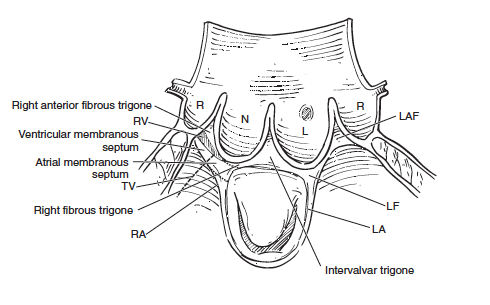 R
R
Right anterior fibrous trigone
N
LAF
RV
L
Ventricular membranous
septum
Atrial membranous
septum
TV
LF
Right fibrous trigone
LA
RA
Intervalvar trigone